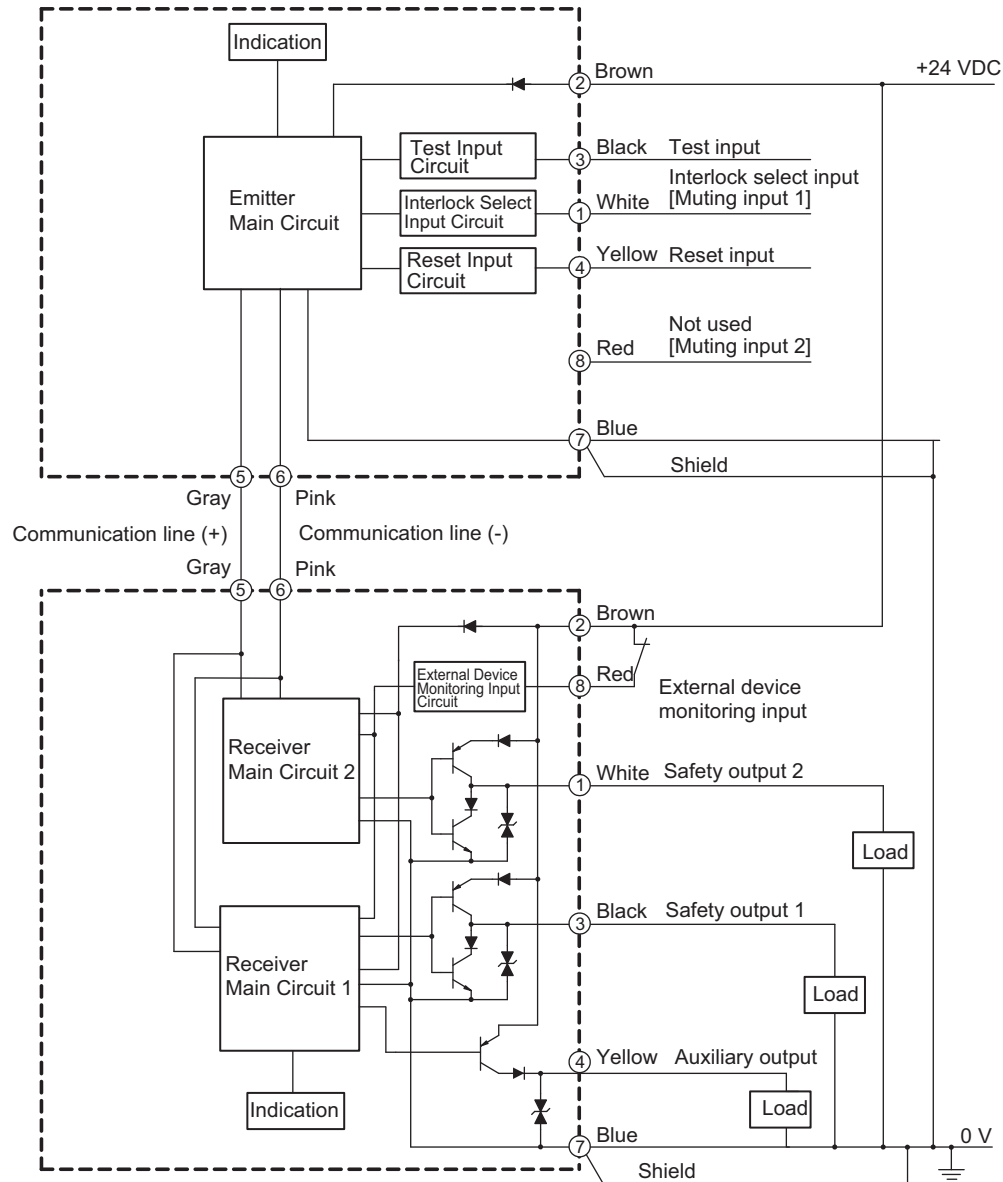 Indication
+24 VDC
2 Brown
Emitter
Main Circuit
Test Input
Circuit
3 Black Test input
Interlock Select
Input Circuit
1 White Interlock select input
[Muting input 1]
Reset Input
Circuit
4 Yellow Reset input
8 Red Not used
[Muting input 2]
7 Blue
Shield
5 6
Gray Pink
Communication line (+) Communication line (-)
Gray Pink
5 6
2 Brown
External Device
Monitoring Input
Circuit
8 Red
External device
monitoring input
Receiver
Main Circuit 2
1 White Safety output 2
Load
3 Black Safety output 1
Receiver
Main Circuit 1
Load
4 Yellow Auxiliary output
Indication
Load
7 Blue
0 V
Shield